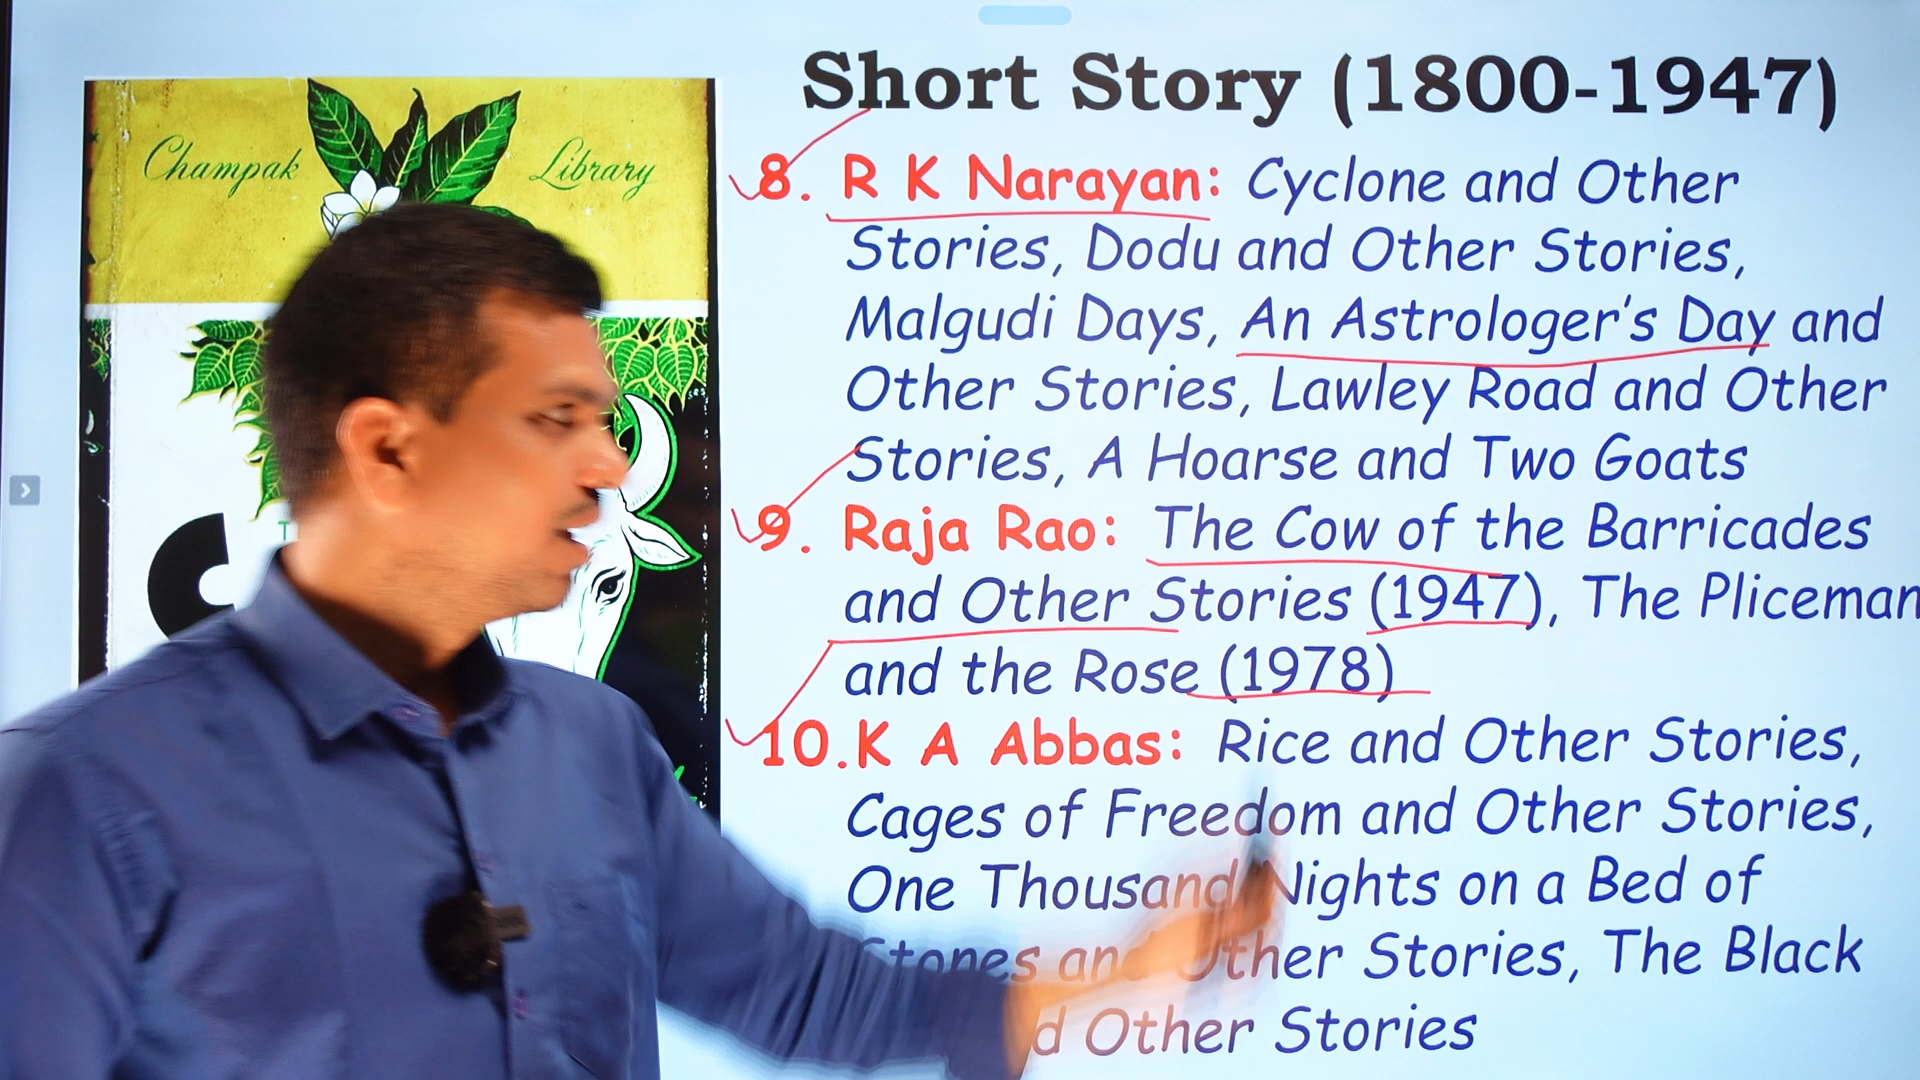 Short Story (1800-1947)
Champak Library
8. R K Narayan: Cyclone and Other
Stories, Dodu and Other Stories,
Malgudi Days, An Astrologer's Day and
Other Stories, Lawley Road and Other
Stories, A Hoarse and Two Goats
9. Raja Rao: The Cow of the Barricades
and Other Stories (1947), The Pliceman
and the Rose (1978)
10.K A Abbas: Rice and Other Stories,
Cages of Freedom and Other Stories,
One Thousand Nights on a Bed of
Stones and Other Stories, The Black
Other Stories